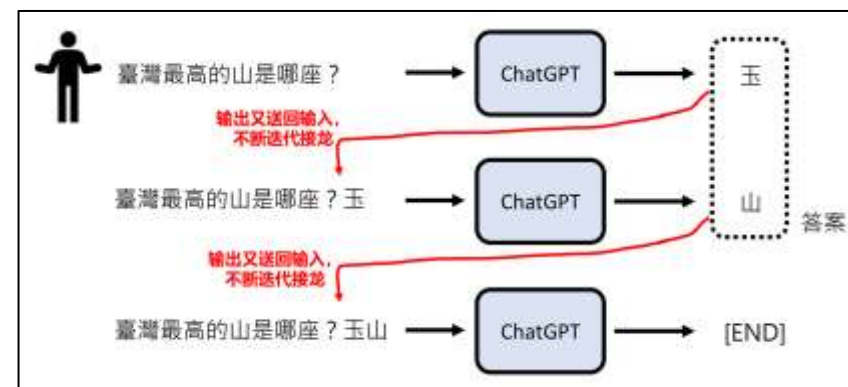 臺灣最高的山是哪座？
ChatGPT
玉
输出又送回输入，
不断迭代接龙
臺灣最高的山是哪座？玉
ChatGPT
山
答案
输出又送回输入，
不断迭代接龙
臺灣最高的山是哪座？玉山
ChatGPT
[END]